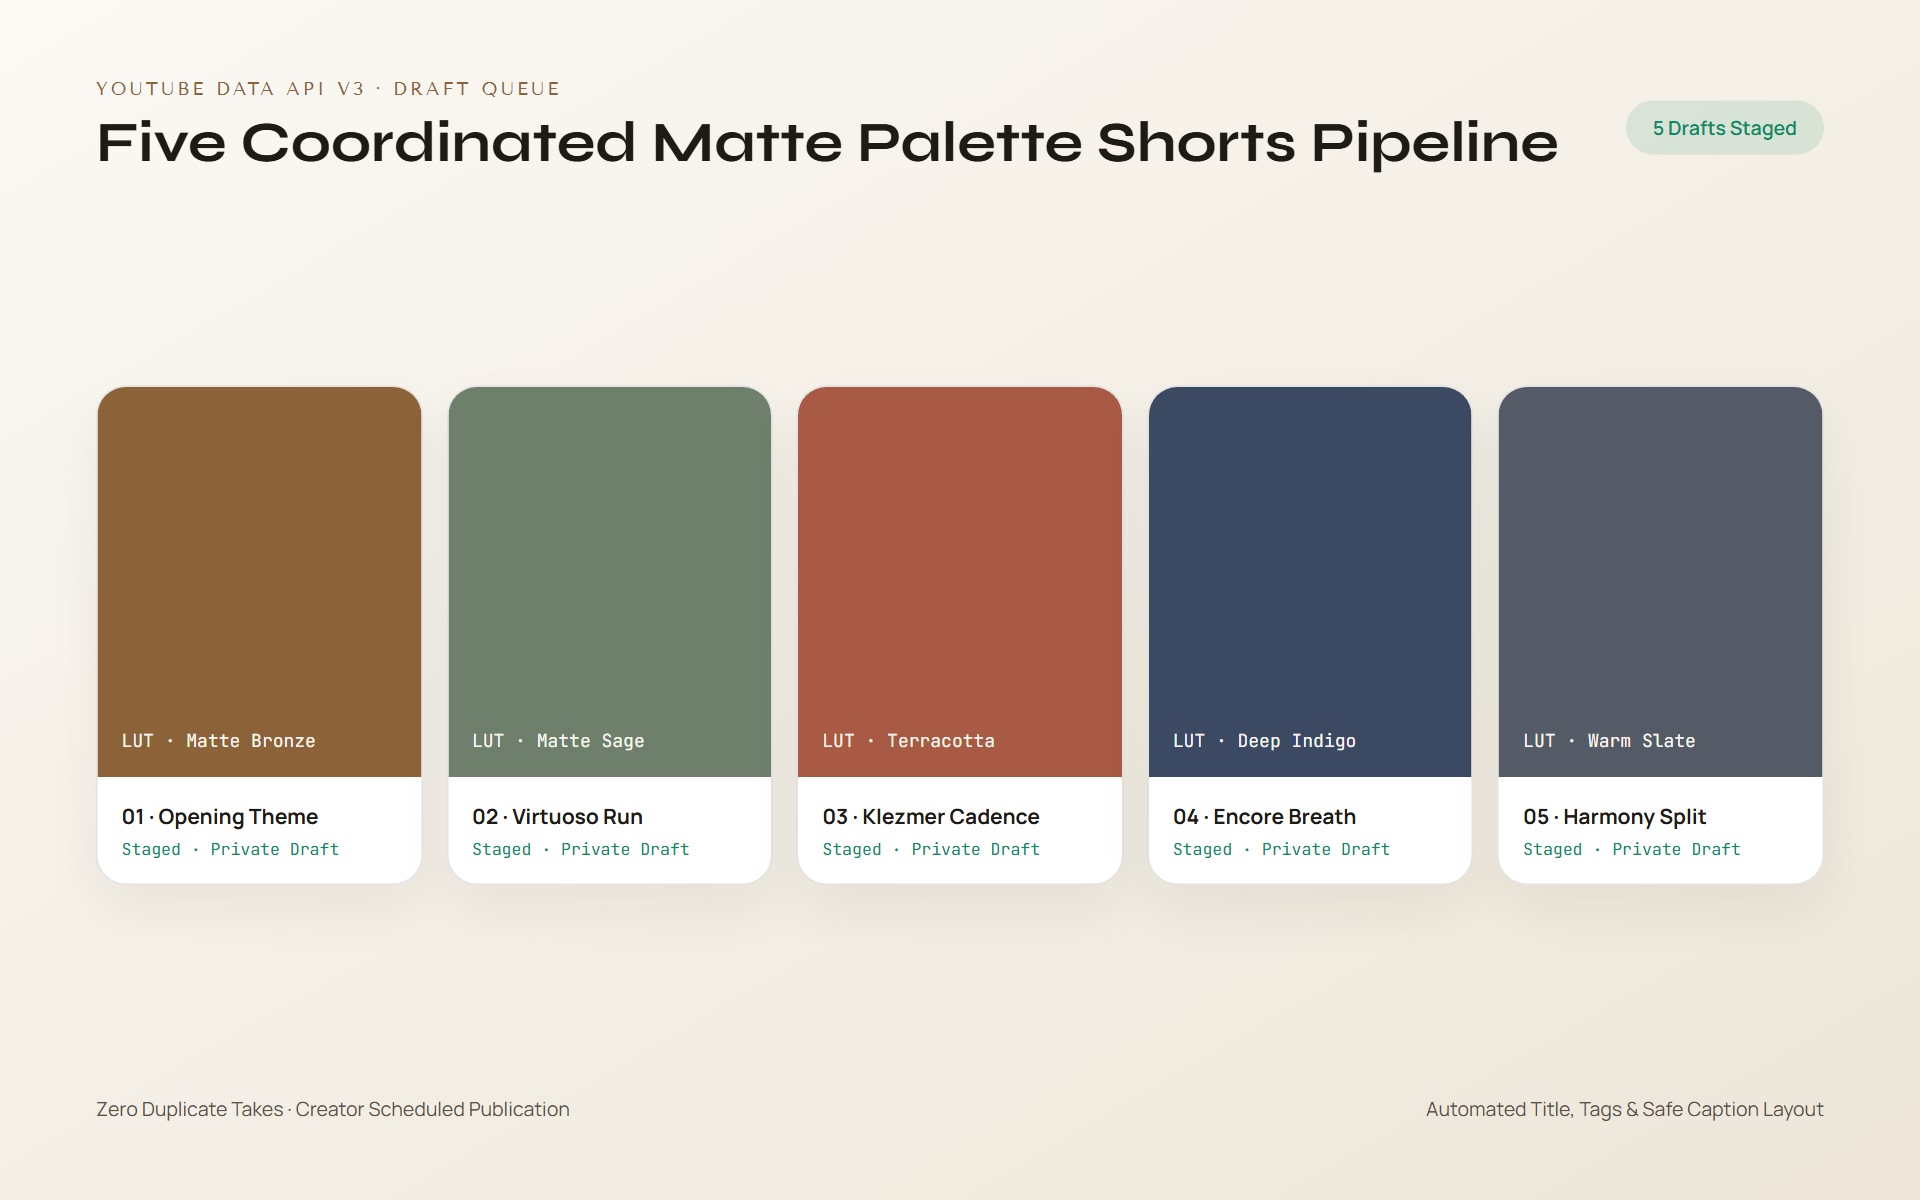 YOUTUBE DATA API V3 · DRAFT QUEUE
Five Coordinated Matte Palette Shorts Pipeline
5 Drafts Staged
LUT · Matte Bronze
01 · Opening Theme
Staged · Private Draft
LUT · Matte Sage
02 · Virtuoso Run
Staged · Private Draft
LUT · Terracotta
03 · Klezmer Cadence
Staged · Private Draft
LUT · Deep Indigo
04 · Encore Breath
Staged · Private Draft
LUT · Warm Slate
05 · Harmony Split
Staged · Private Draft
Zero Duplicate Takes · Creator Scheduled Publication
Automated Title, Tags & Safe Caption Layout